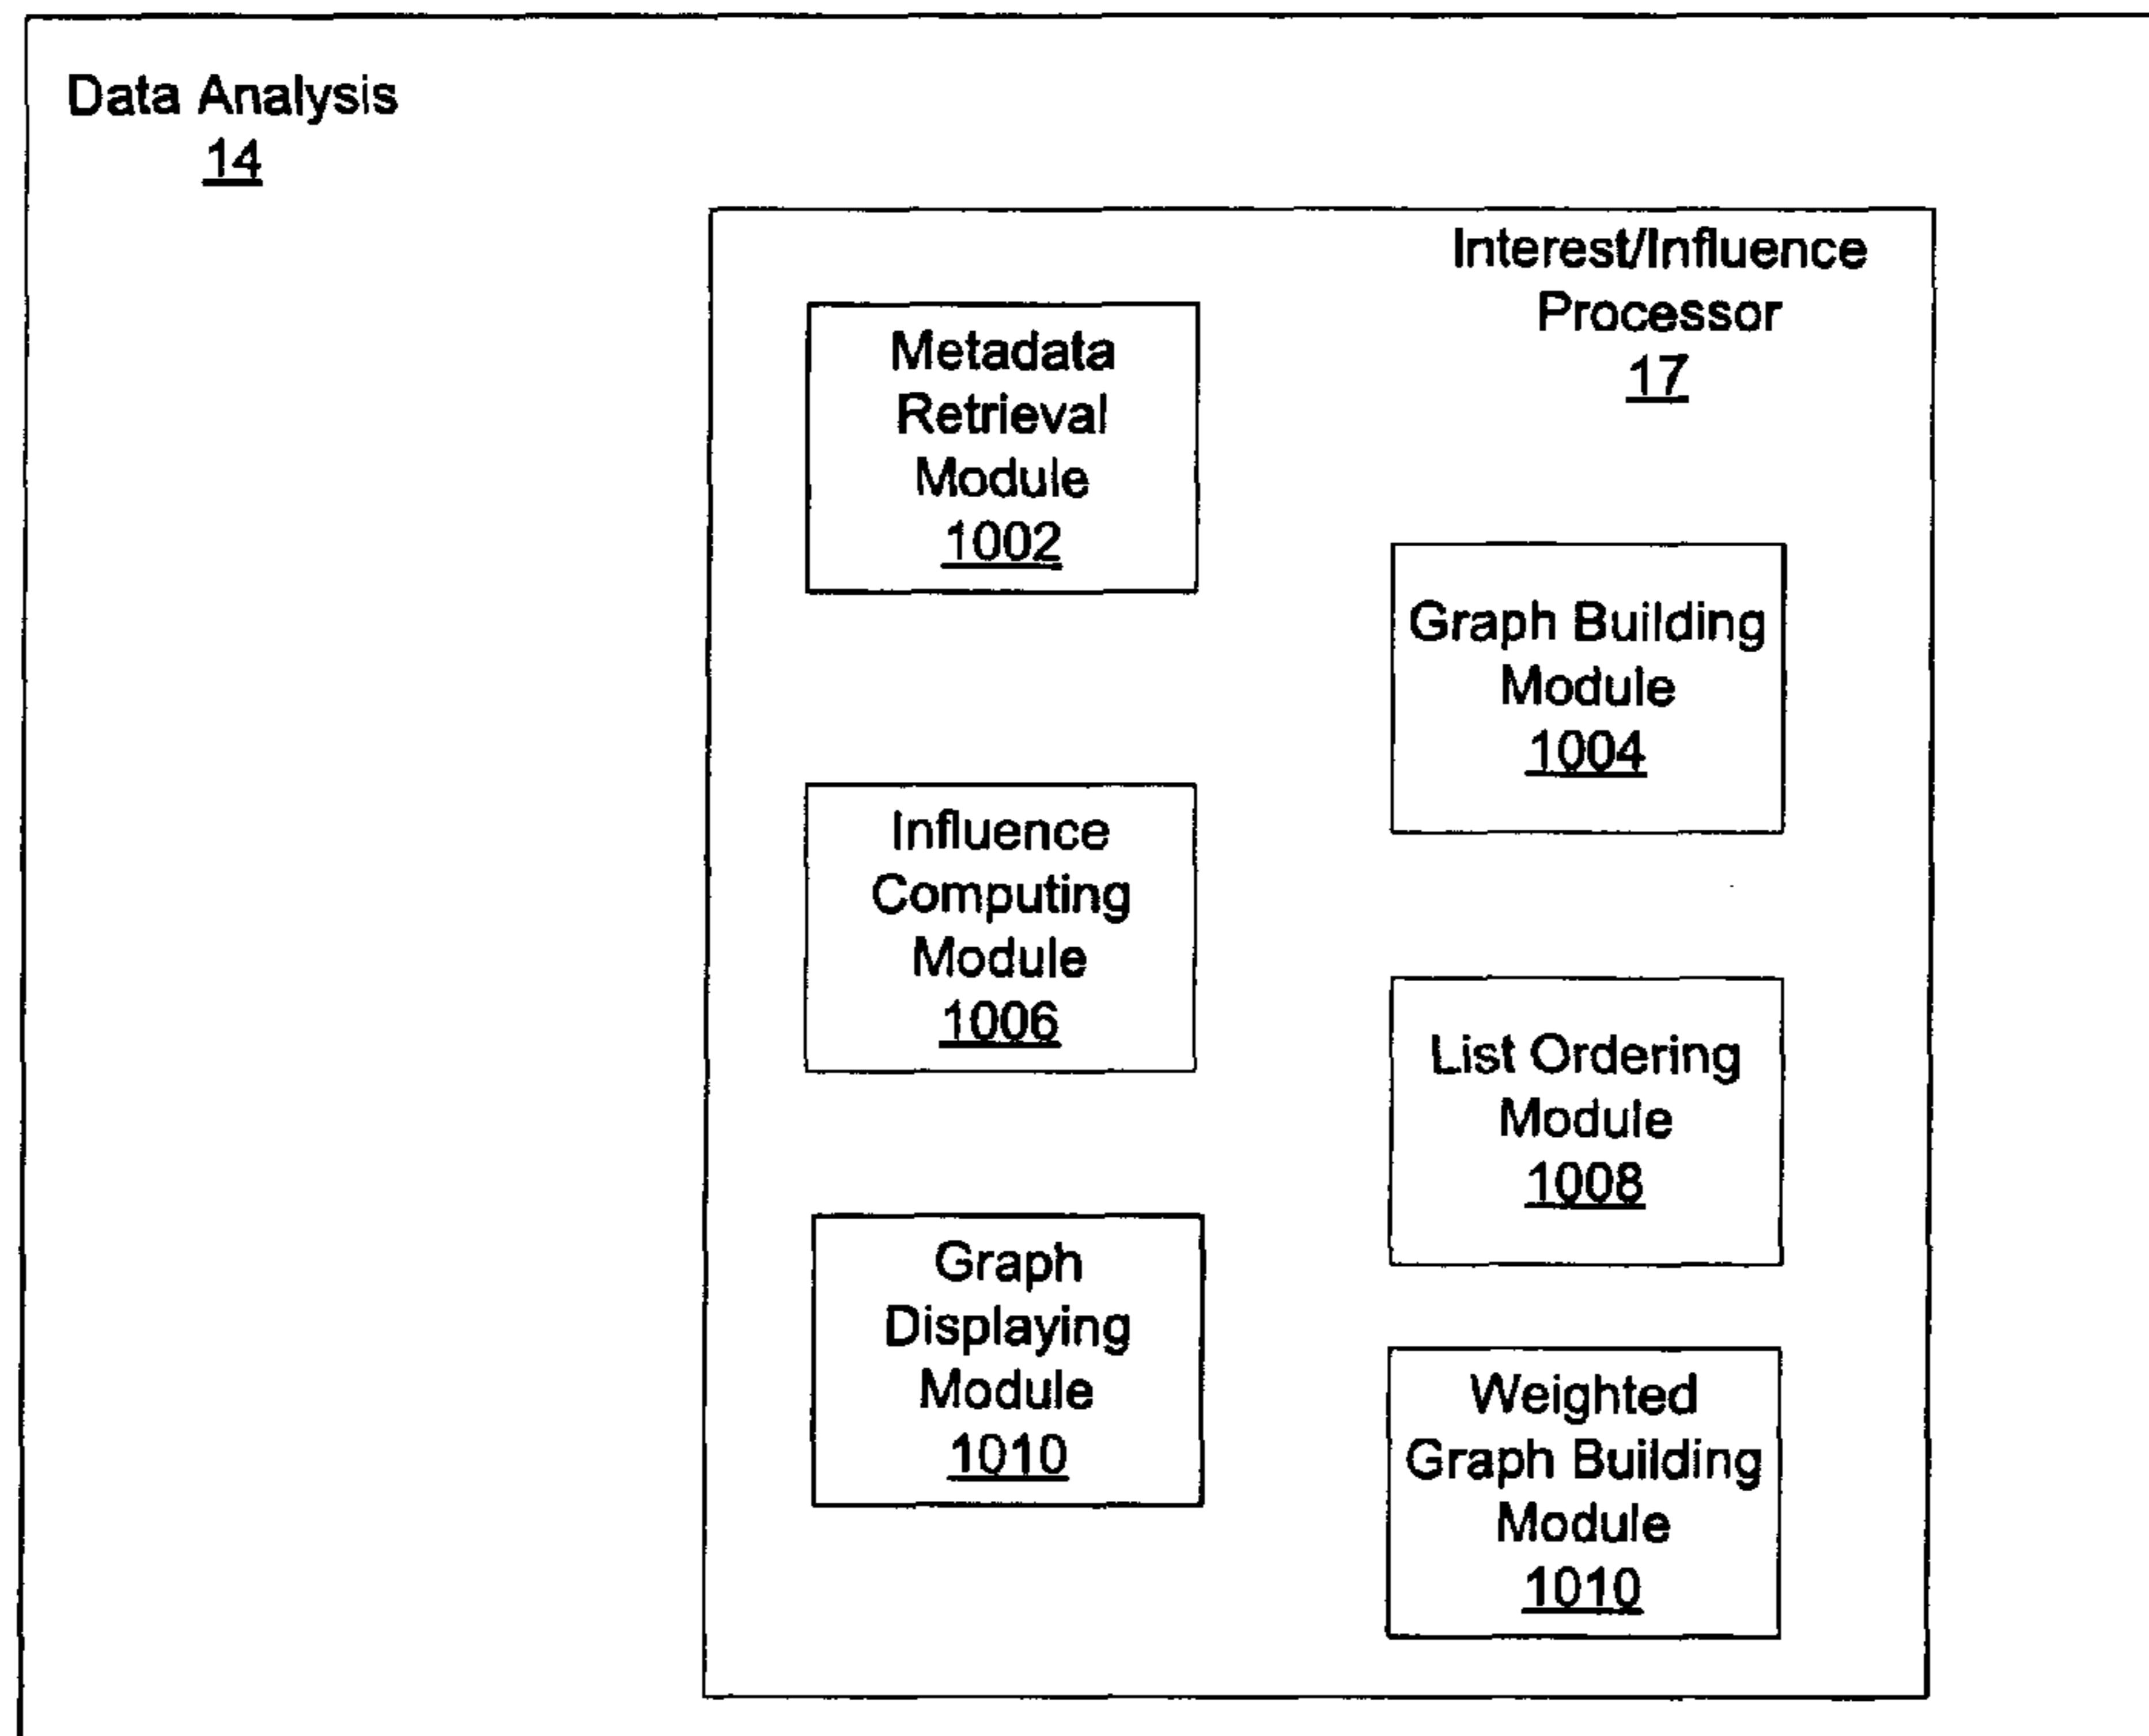 Data Analysis
14
Interest/Influence
Processor
17
Metadata
Retrieval
Module
1002
Graph Building
Module
1004
Influence
Computing
Module
1006
List Ordering
Module
1008
Graph
Displaying
Module
1010
Weighted
Graph Building
Module
1010